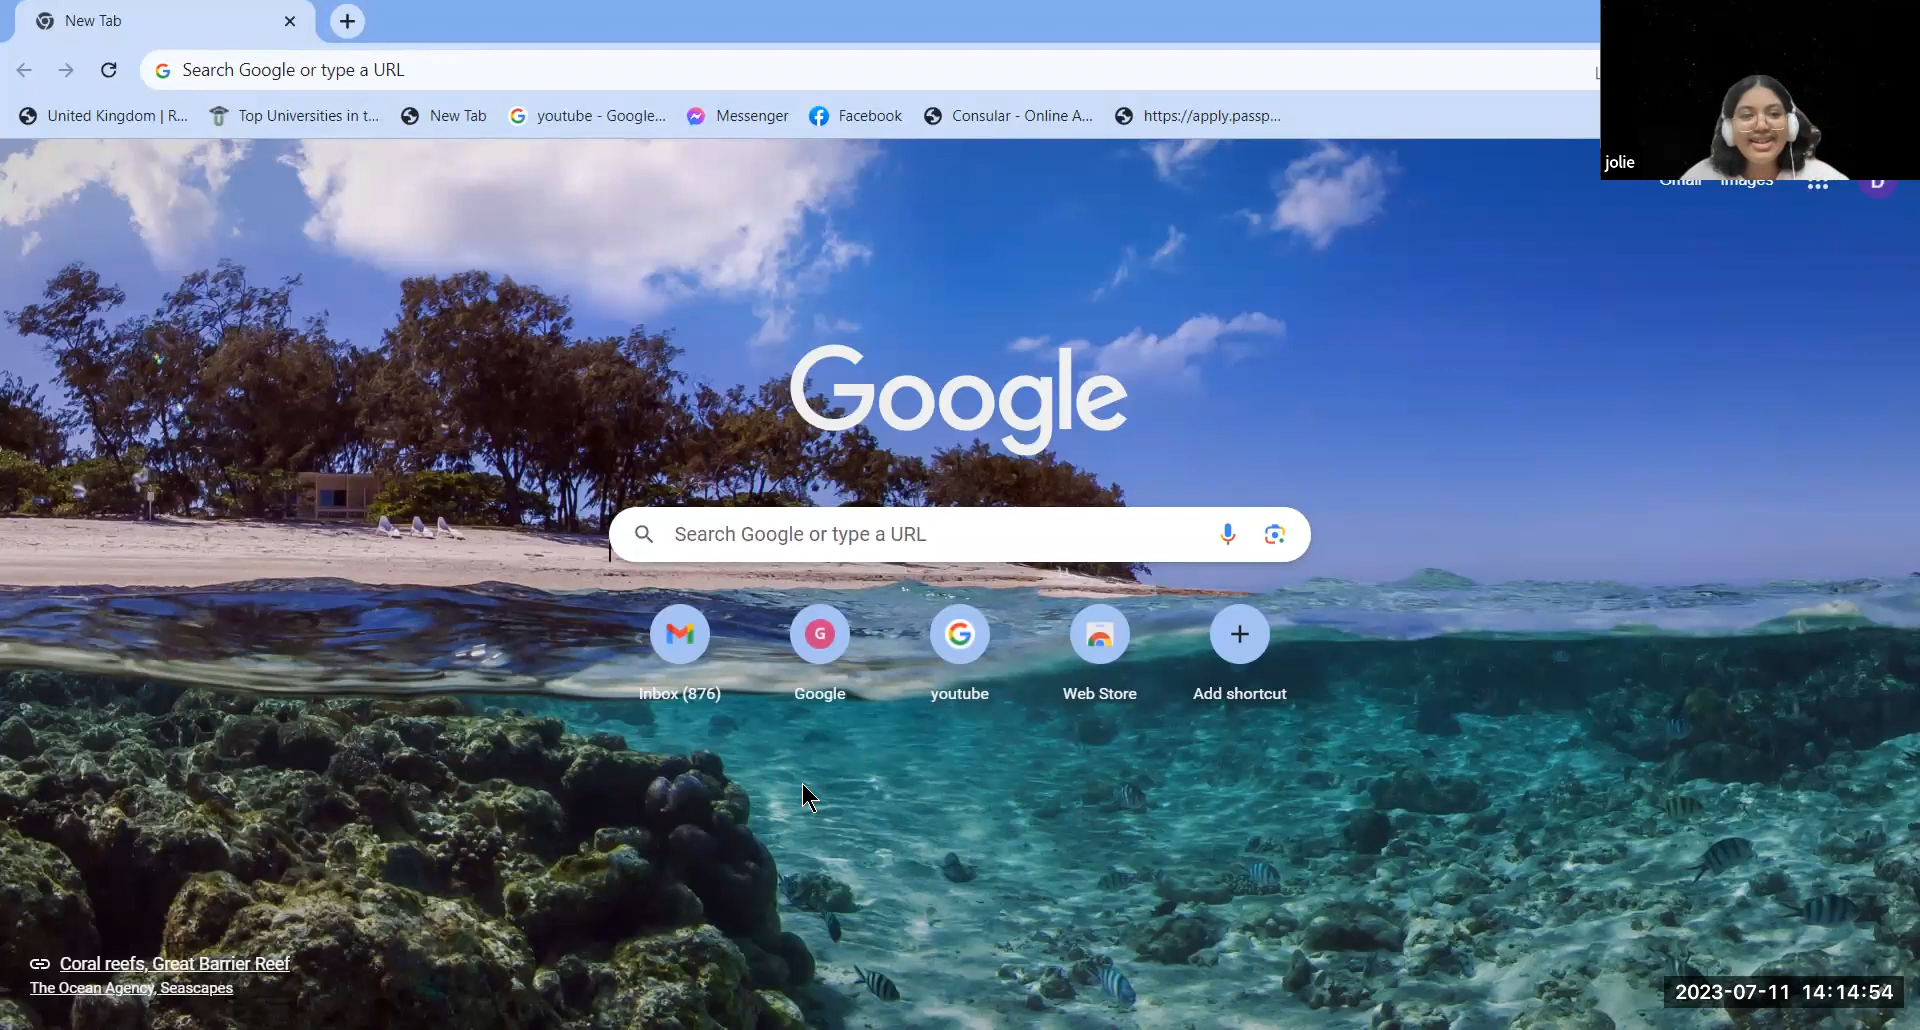 New Tab
Search Google or type a URL
United Kingdom | R...
Top Universities in t...
New Tab
youtube - Google...
Messenger
Facebook
Consular - Online A...
https://apply.passp...
jolie
Gmail
Images
Google
Search Google or type a URL
Inbox (876)
Google
youtube
Web Store
Add shortcut
Coral reefs, Great Barrier Reef
The Ocean Agency, Seascapes
2023-07-11 14:14:54